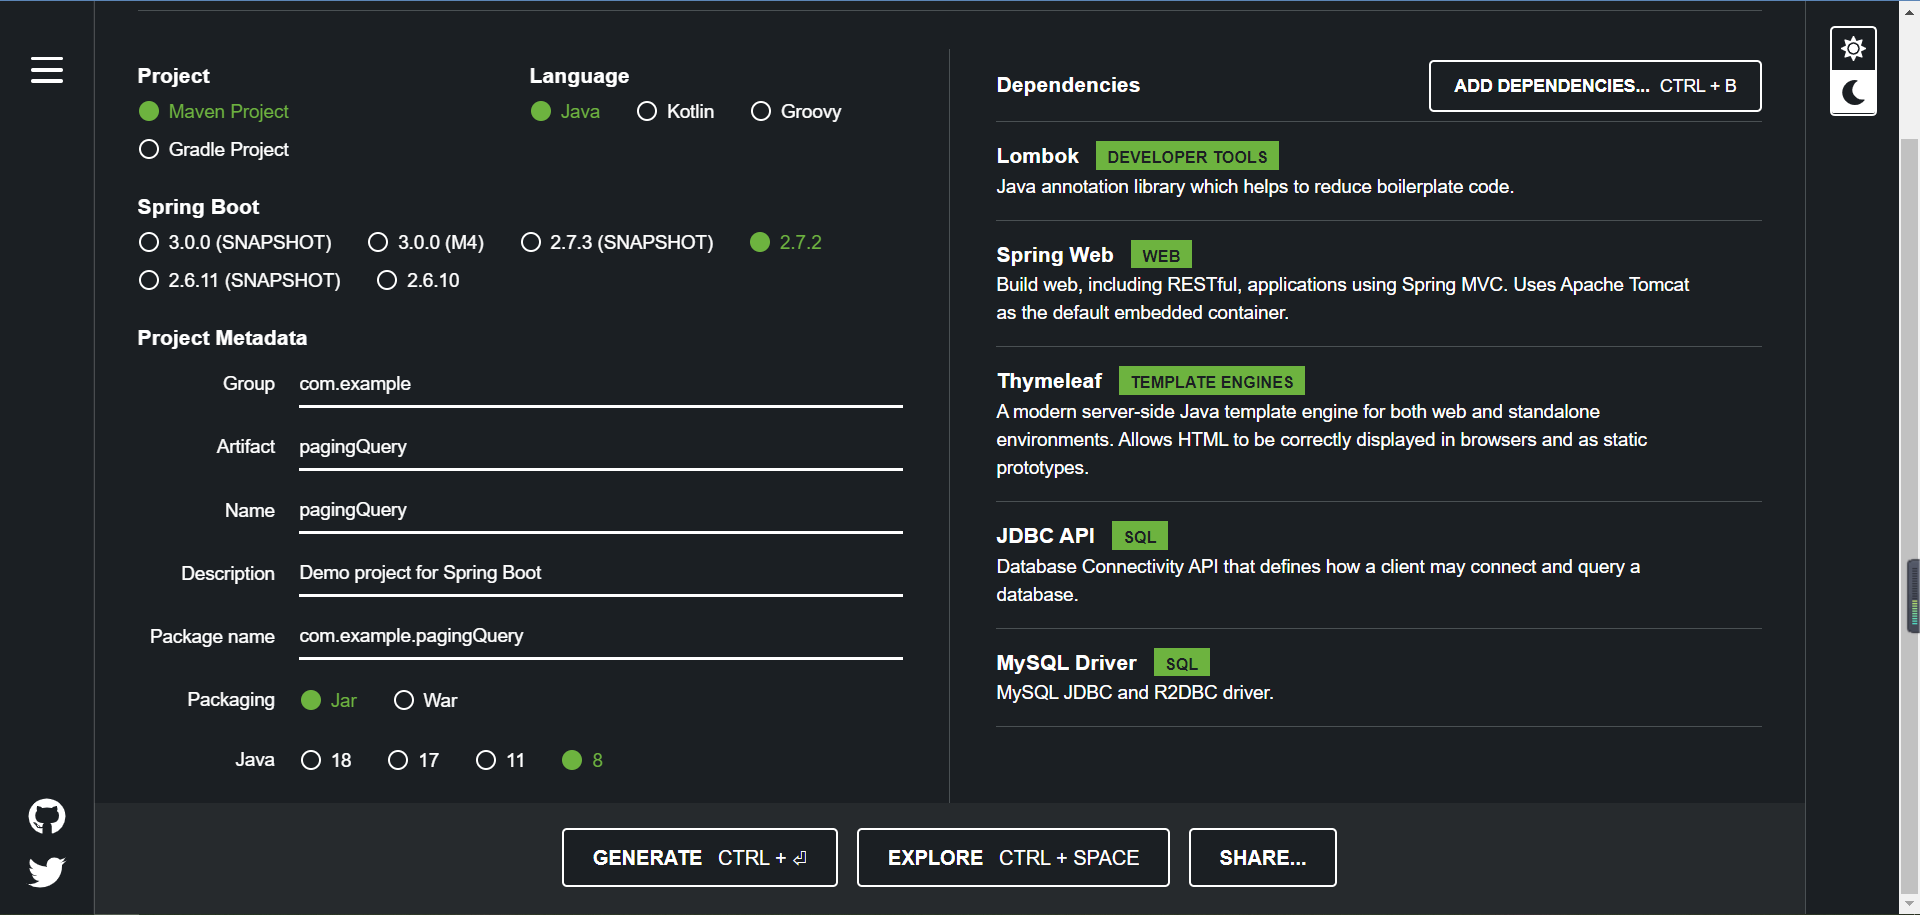 Project
Maven Project
Gradle Project
Language
Java Kotlin Groovy
Spring Boot
3.0.0 (SNAPSHOT) 3.0.0 (M4) 2.7.3 (SNAPSHOT) 2.7.2
2.6.11 (SNAPSHOT) 2.6.10
Project Metadata
Group com.example
Artifact pagingQuery
Name pagingQuery
Description Demo project for Spring Boot
Package name com.example.pagingQuery
Packaging Jar War
Java 18 17 11 8
Dependencies ADD DEPENDENCIES... CTRL + B
Lombok DEVELOPER TOOLS
Java annotation library which helps to reduce boilerplate code.
Spring Web WEB
Build web, including RESTful, applications using Spring MVC. Uses Apache Tomcat
as the default embedded container.
Thymeleaf TEMPLATE ENGINES
A modern server-side Java template engine for both web and standalone
environments. Allows HTML to be correctly displayed in browsers and as static
prototypes.
JDBC API SQL
Database Connectivity API that defines how a client may connect and query a
database.
MySQL Driver SQL
MySQL JDBC and R2DBC driver.
GENERATE CTRL + ⏎ EXPLORE CTRL + SPACE SHARE...